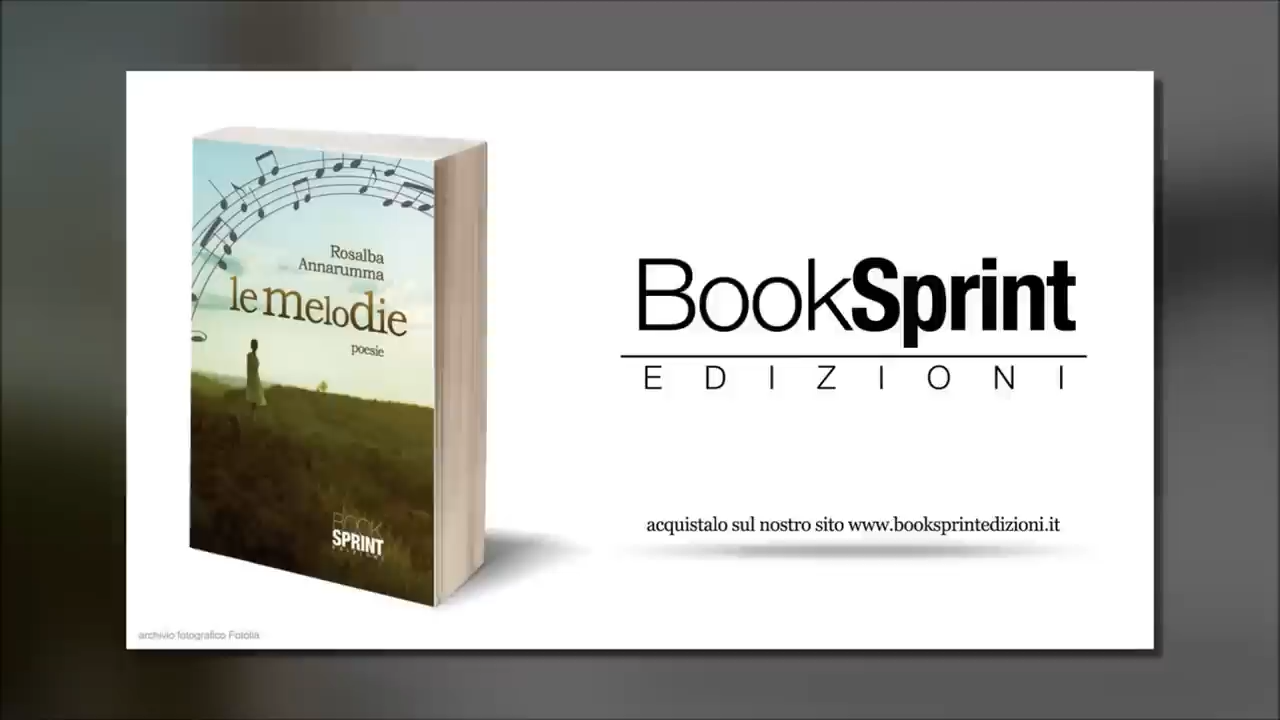 Rosalba
Annarumma
le melodie
poesie
BOOK
SPRINT
EDIZIONI
BookSprint
EDIZIONI
acquistalo sul nostro sito www.booksprintedizioni.it
archivio fotografico Fotolia